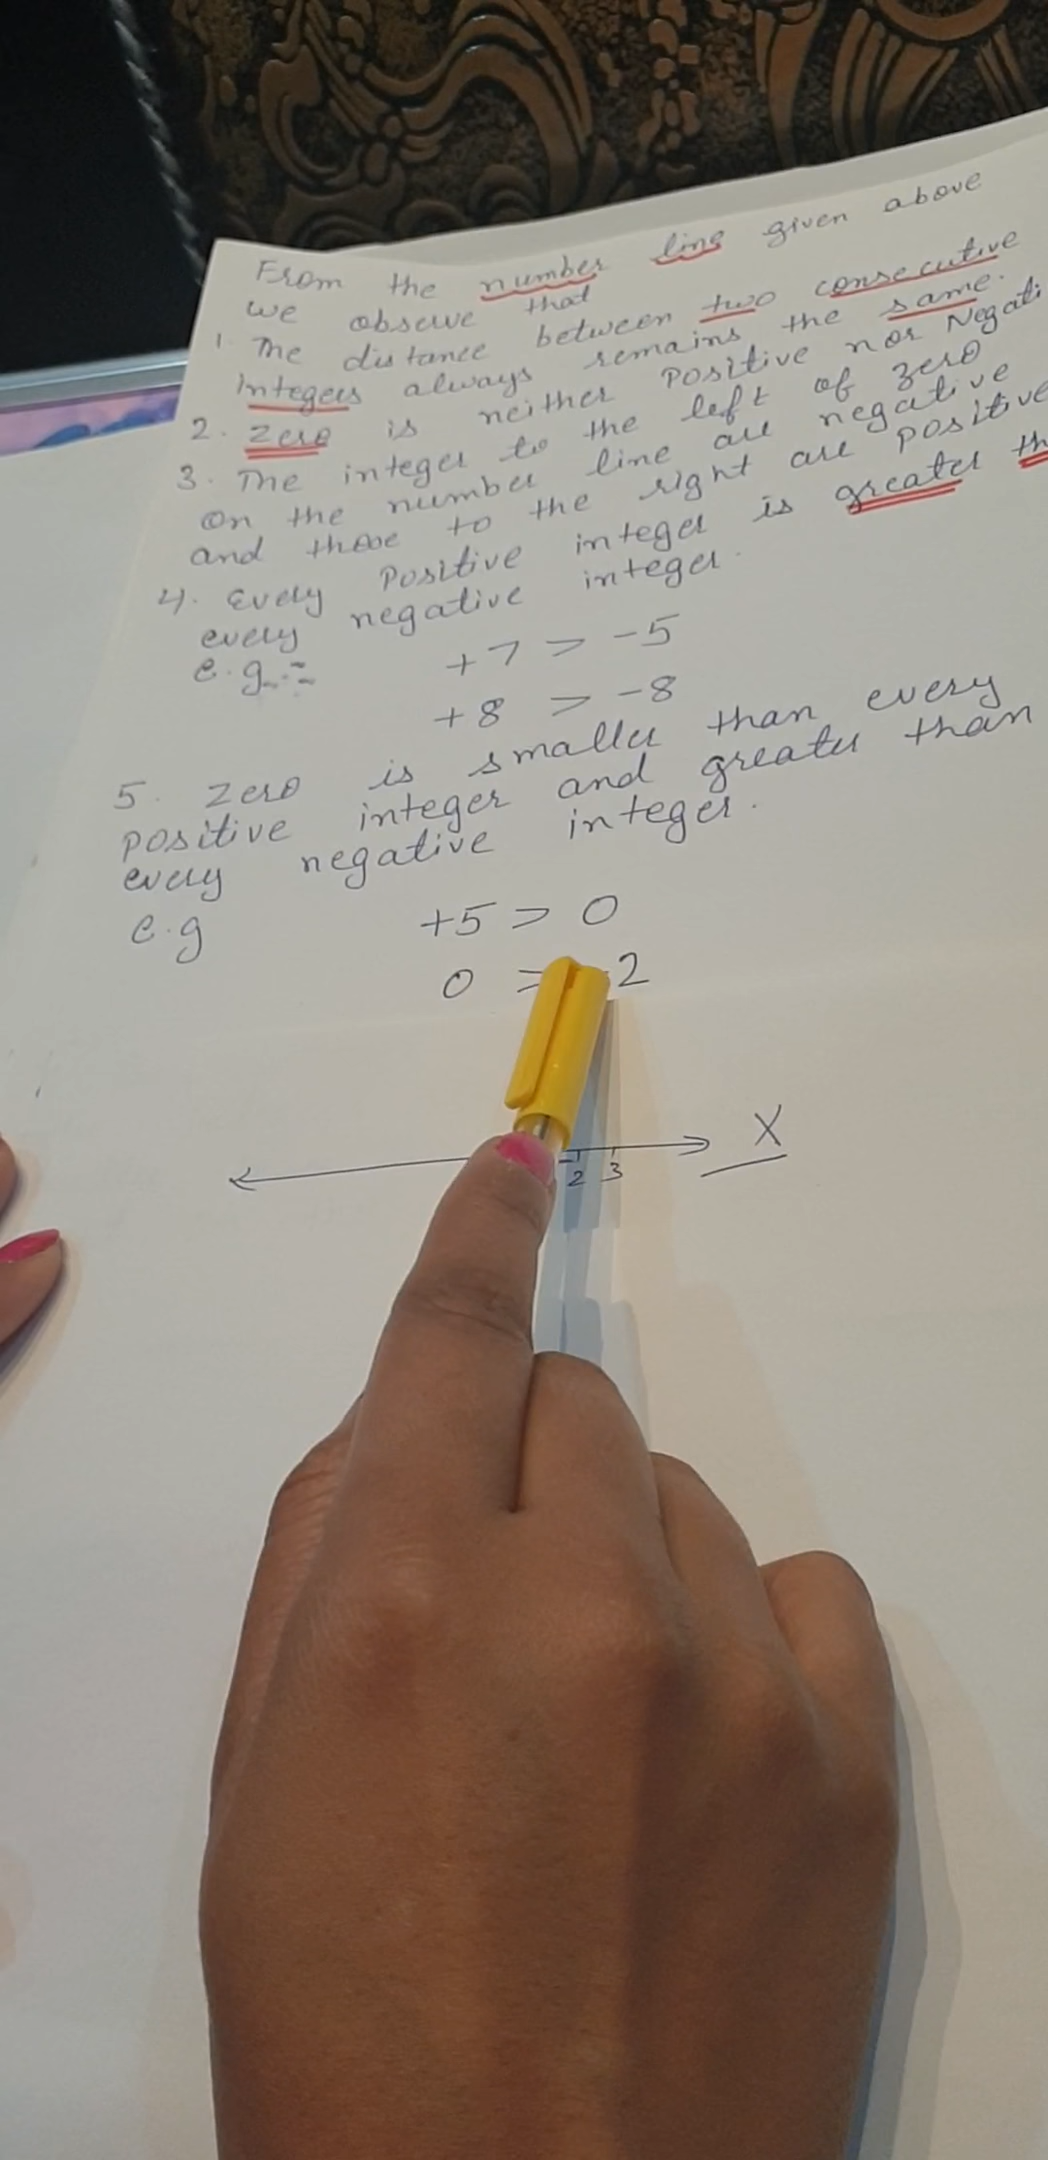 From the number line given above
we observe that
1. The distance between two consecutive
integers always remains the same.
2. Zero is neither Positive nor Negati
3. The integer to the left of zero
on the number line are negative
and those to the right are positive
4. Every Positive integer is greater th
every negative integer.
e.g.:-
+7 > -5
+8 > -8
5. Zero is smaller than every
positive integer and greater than
every negative integer.
e.g +5 > 0
0 > 2
2 3 X